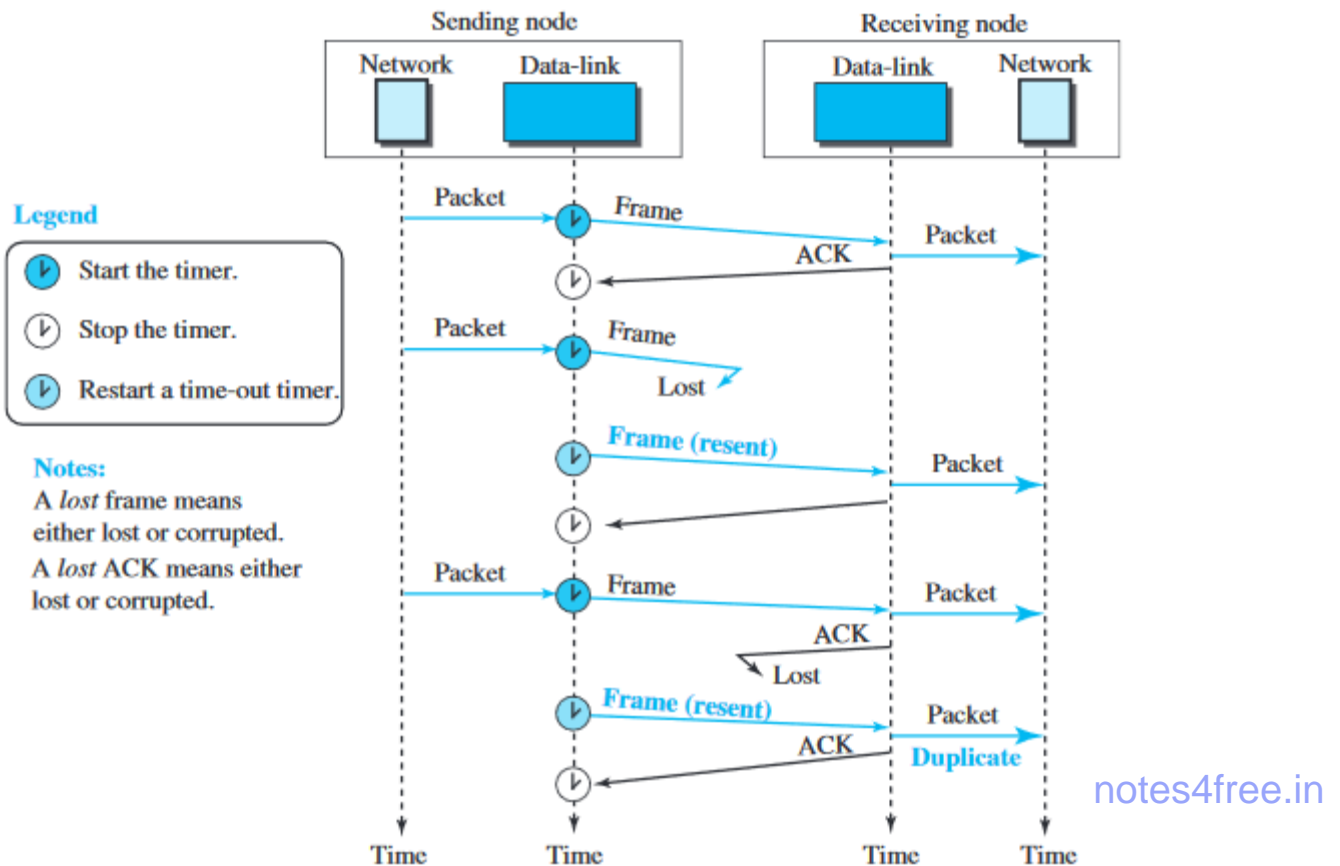 Sending node
Receiving node
Network
Data-link
Data-link
Network
Legend
Start the timer.
Stop the timer.
Restart a time-out timer.
Notes:
A lost frame means
either lost or corrupted.
A lost ACK means either
lost or corrupted.
Packet
Frame
Packet
ACK
Packet
Frame
Lost
Frame (resent)
Packet
Packet
Frame
Packet
ACK
Lost
Frame (resent)
Packet
ACK
Duplicate
notes4free.in
Time
Time
Time
Time